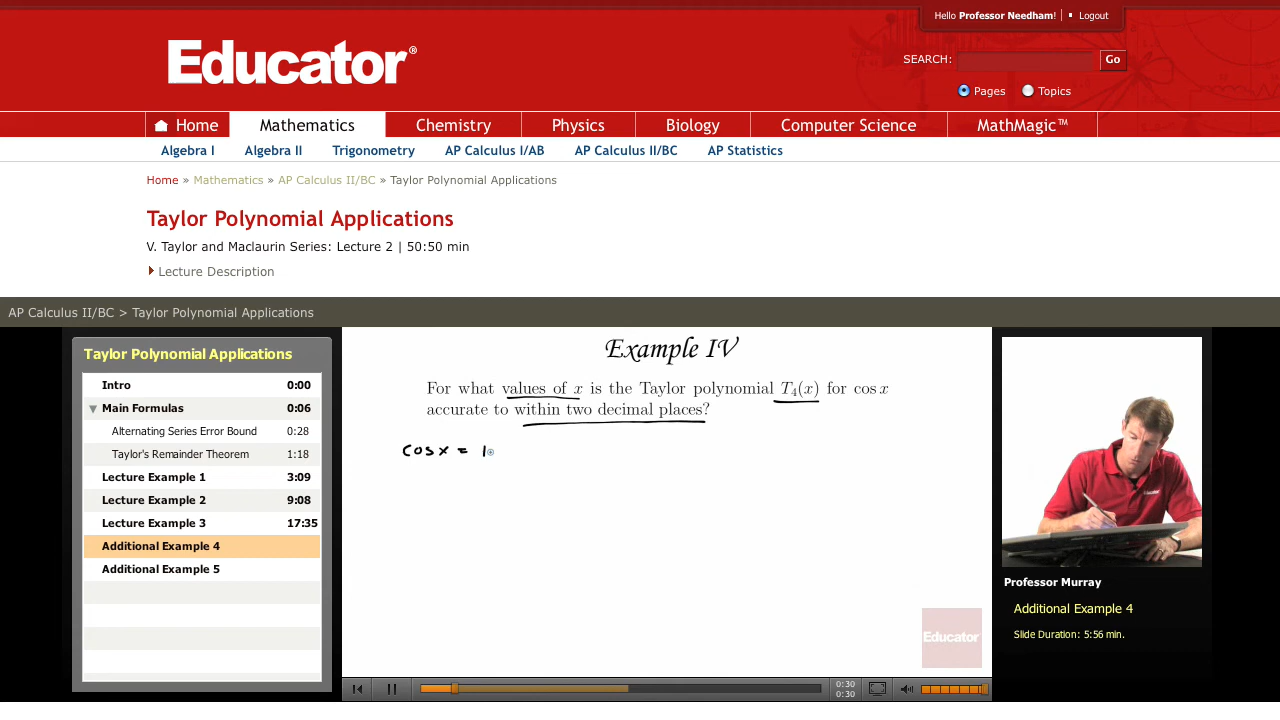 Hello Professor Needham! Logout
Educator®
SEARCH: Go
Pages Topics
Home Mathematics Chemistry Physics Biology Computer Science MathMagic™
Algebra I Algebra II Trigonometry AP Calculus I/AB AP Calculus II/BC AP Statistics
Home » Mathematics » AP Calculus II/BC » Taylor Polynomial Applications
Taylor Polynomial Applications
V. Taylor and Maclaurin Series: Lecture 2 | 50:50 min
Lecture Description
AP Calculus II/BC > Taylor Polynomial Applications
Taylor Polynomial Applications
Intro 0:00
Main Formulas 0:06
Alternating Series Error Bound 0:28
Taylor's Remainder Theorem 1:18
Lecture Example 1 3:09
Lecture Example 2 9:08
Lecture Example 3 17:35
Additional Example 4
Additional Example 5
Example IV
For what values of x is the Taylor polynomial T₄(x) for cos x
accurate to within two decimal places?
cos x = 1
Educator
0:30
0:30
Professor Murray
Additional Example 4
Slide Duration: 5:56 min.